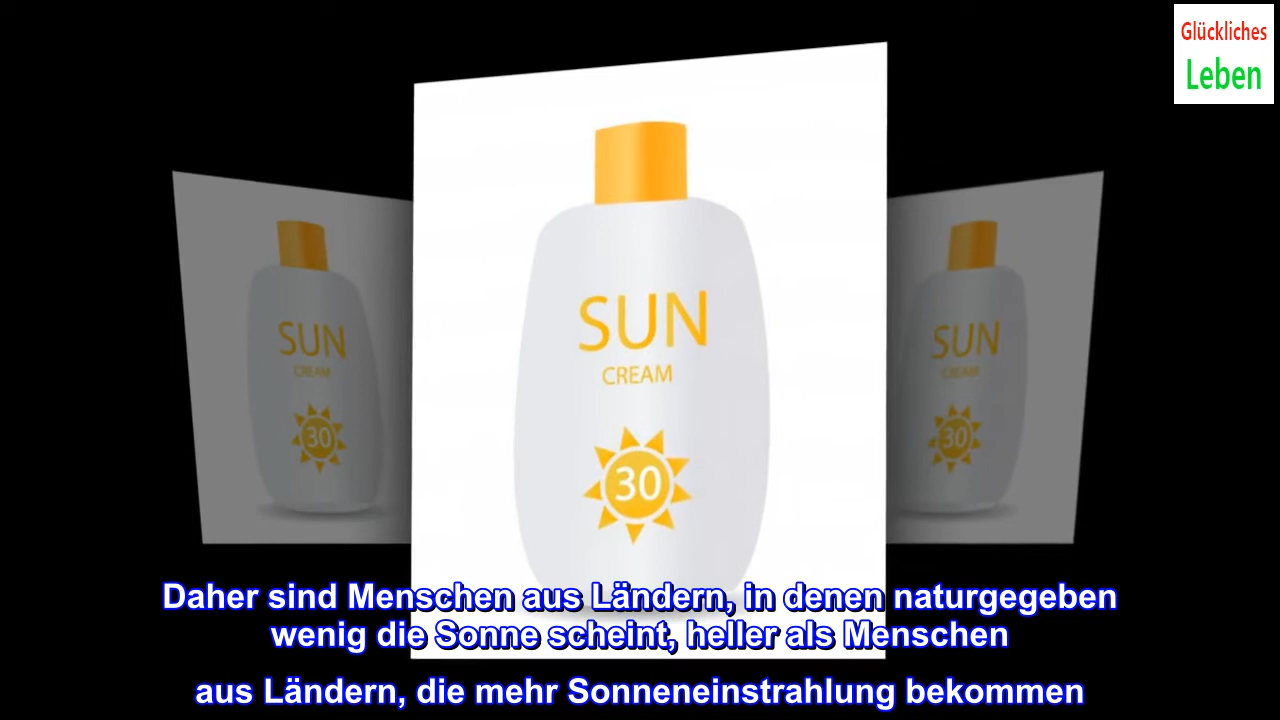 Glückliches
Leben
SUN
CREAM
30
SUN
CREAM
30
SUN
CREAM
30
Daher sind Menschen aus Ländern, in denen naturgegeben
wenig die Sonne scheint, heller als Menschen
aus Ländern, die mehr Sonneneinstrahlung bekommen